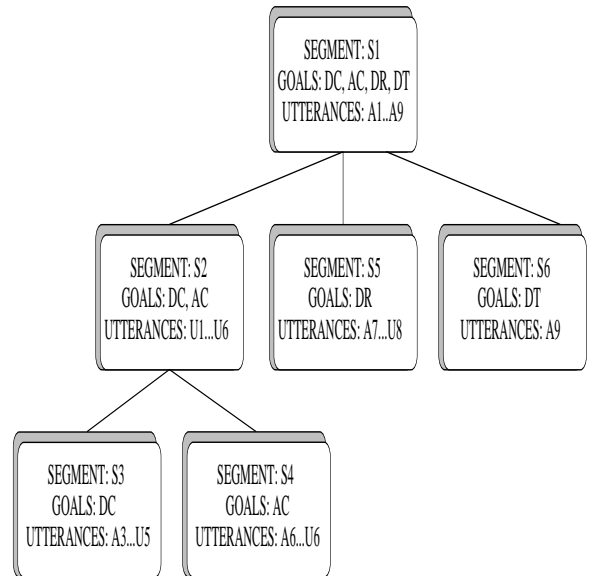 SEGMENT: S1
GOALS: DC, AC, DR, DT
UTTERANCES: A1..A9
SEGMENT: S2
GOALS: DC, AC
UTTERANCES: U1...U6
SEGMENT: S5
GOALS: DR
UTTERANCES: A7...U8
SEGMENT: S6
GOALS: DT
UTTERANCES: A9
SEGMENT: S3
GOALS: DC
UTTERANCES: A3...U5
SEGMENT: S4
GOALS: AC
UTTERANCES: A6...U6